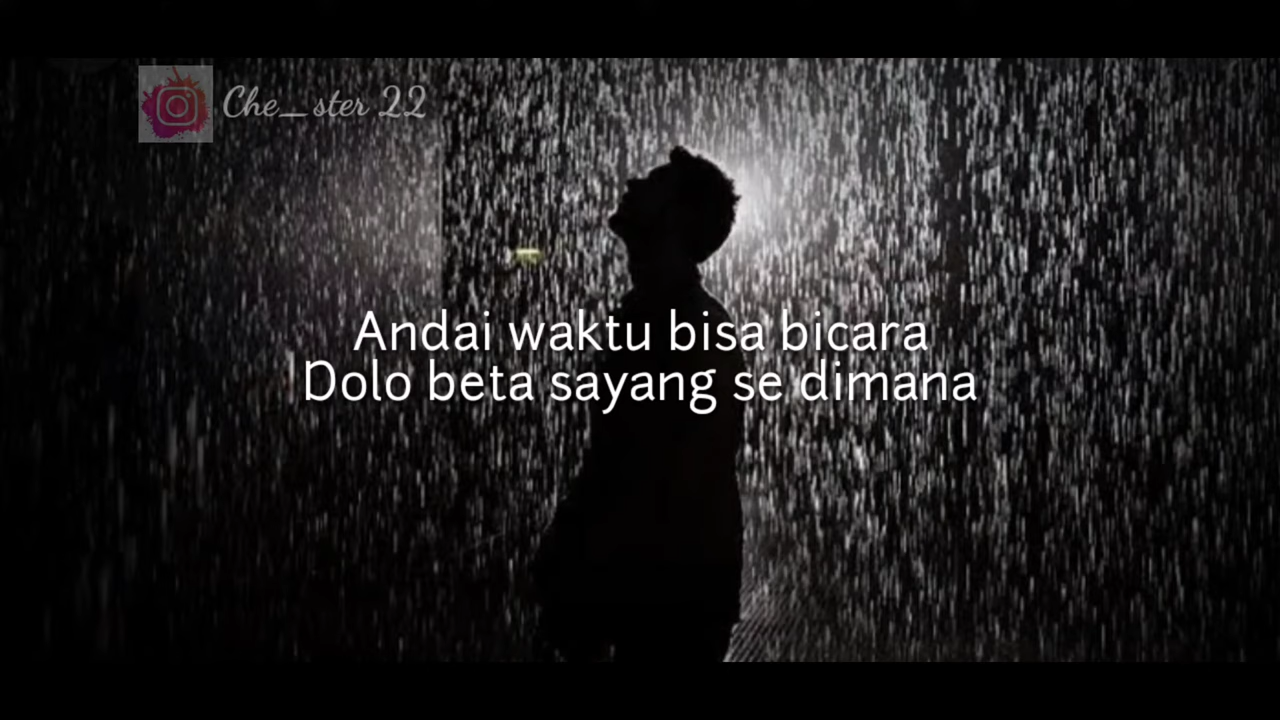 Che_ster 22
Andai waktu bisa bicara
Dolo beta sayang se dimana